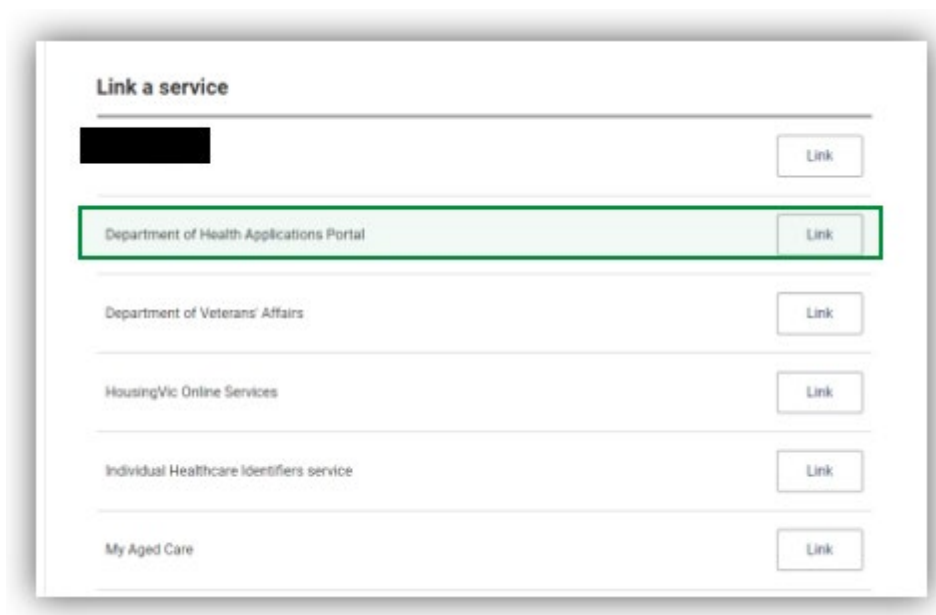 Link a service
Link
Department of Health Applications Portal Link
Department of Veterans' Affairs Link
HousingVic Online Services Link
Individual Healthcare Identifiers service Link
My Aged Care Link